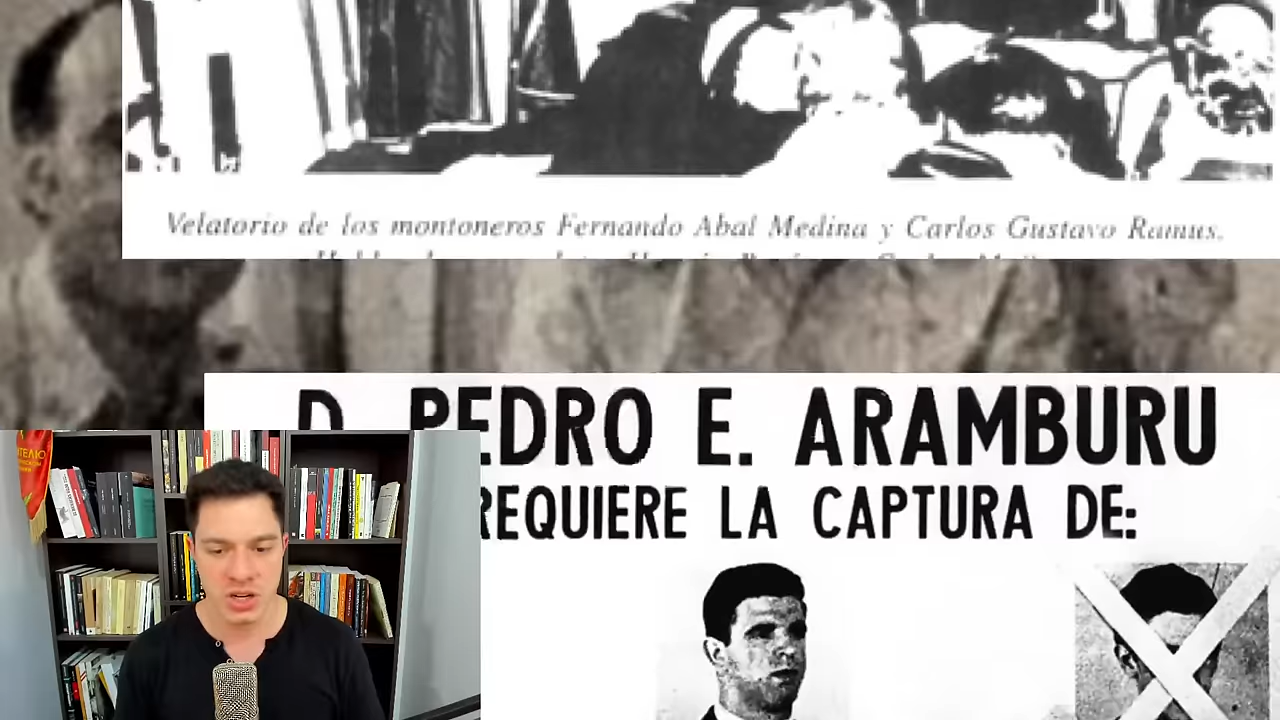 Velatorio de los montoneros Fernando Abal Medina y Carlos Gustavo Ramus.
D. PEDRO E. ARAMBURU
REQUIERE LA CAPTURA DE: